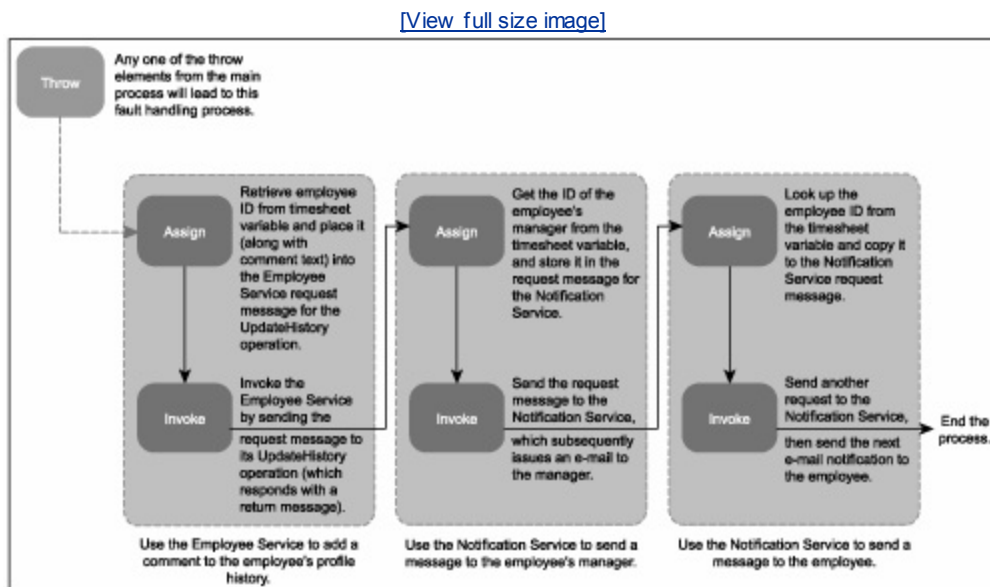 [View full size image]
Throw
Any one of the throw
elements from the main
process will lead to this
fault handling process.
Assign
Retrieve employee
ID from timesheet
variable and place it
(along with
comment text) into
the Employee
Service request
message for the
UpdateHistory
operation.
Invoke
Invoke the
Employee Service
by sending the
request message to
its UpdateHistory
operation (which
responds with a
return message).
Use the Employee Service to add a
comment to the employee's profile
history.
Assign
Get the ID of the
employee's
manager from the
timesheet variable,
and store it in the
request message for
the Notification
Service.
Invoke
Send the request
message to the
Notification Service,
which subsequently
issues an e-mail to
the manager.
Use the Notification Service to send a
message to the employee's manager.
Assign
Look up the
employee ID from
the timesheet
variable and copy it
to the Notification
Service request
message.
Invoke
Send another
request to the
Notification Service,
then send the next
e-mail notification to
the employee.
Use the Notification Service to send a
message to the employee.
End the
process.